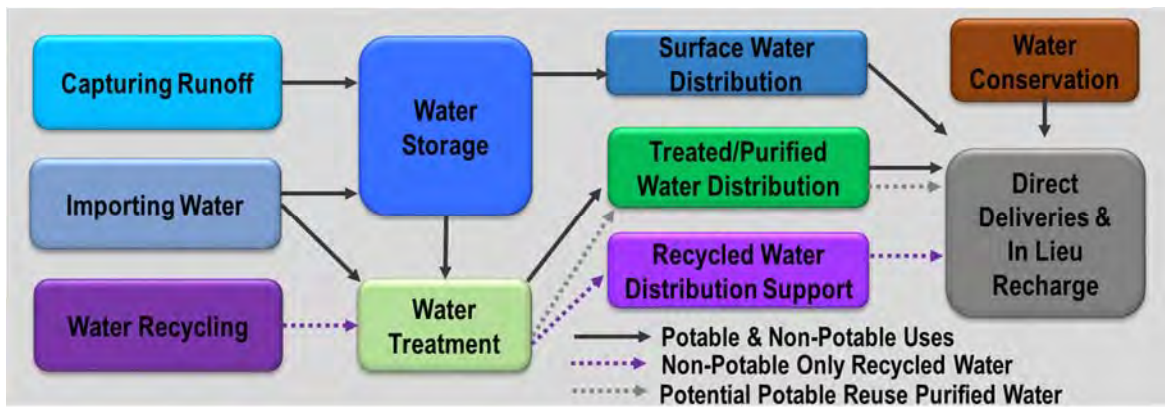 Capturing Runoff
Importing Water
Water Recycling
Water
Storage
Water
Treatment
Surface Water
Distribution
Treated/Purified
Water Distribution
Recycled Water
Distribution Support
Water
Conservation
Direct
Deliveries &
In Lieu
Recharge
Potable & Non-Potable Uses
Non-Potable Only Recycled Water
Potential Potable Reuse Purified Water